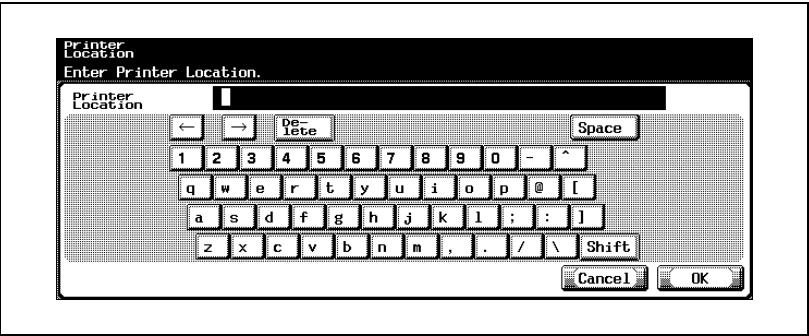 Printer
Location
Enter Printer Location.
Printer
Location
← → De-
lete Space
1 2 3 4 5 6 7 8 9 0 - ^
q w e r t y u i o p @ [
a s d f g h j k l ; : ]
z x c v b n m , . / \ Shift
Cancel OK